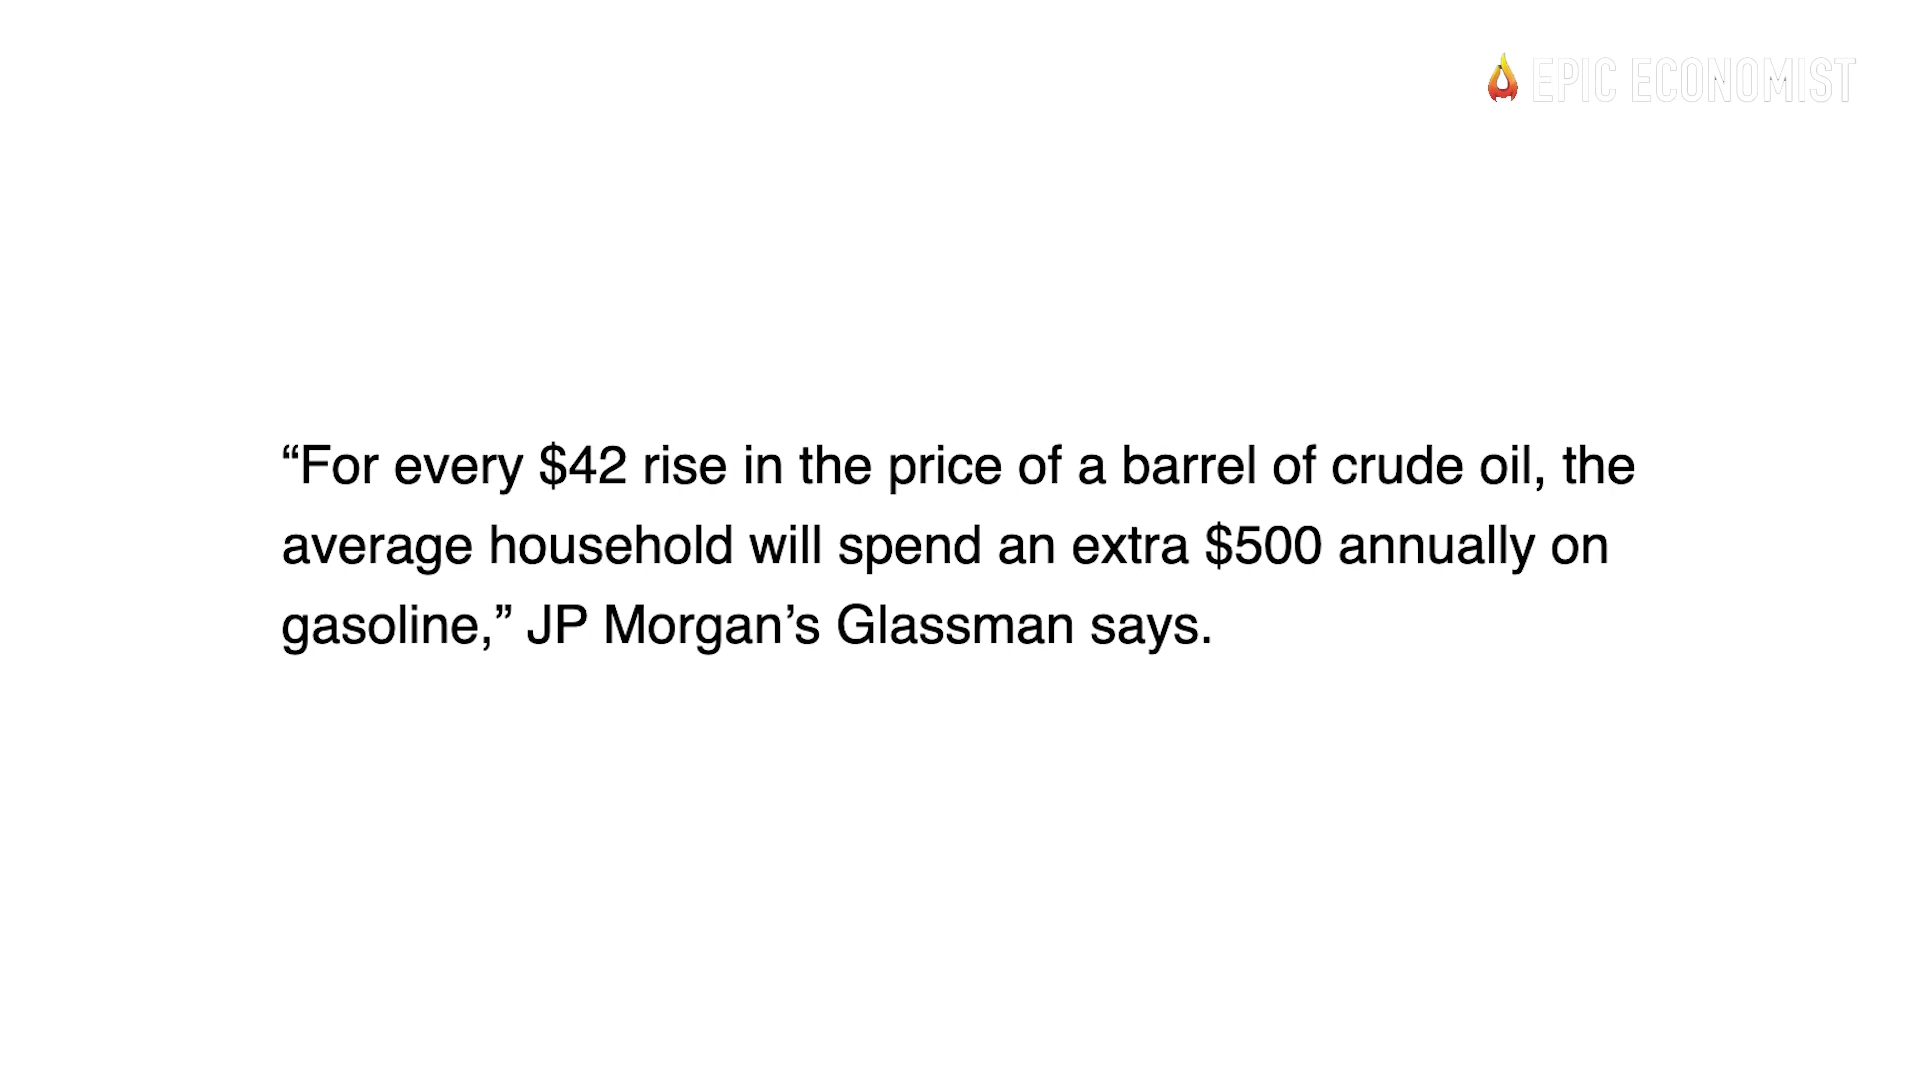 EPIC ECONOMIST
“For every $42 rise in the price of a barrel of crude oil, the
average household will spend an extra $500 annually on
gasoline,” JP Morgan’s Glassman says.